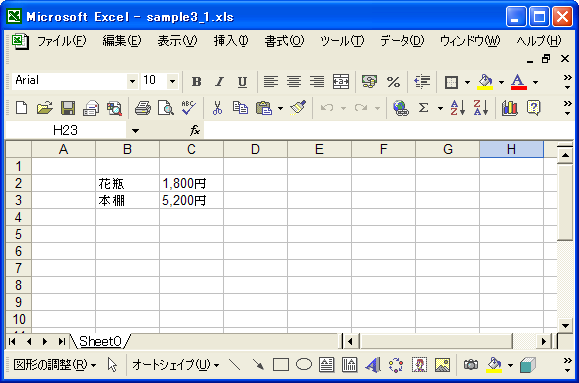 Microsoft Excel - sample3_1.xls
ファイル(F) 編集(E) 表示(V) 挿入(I) 書式(O) ツール(T) データ(D) ウィンドウ(W) ヘルプ(H)
Arial 10 B I U %
ABC Σ A Z Z A
H23 fx
A B C D E F G H
1
2 花瓶 1,800円
3 本棚 5,200円
4
5
6
7
8
9
10
Sheet0
図形の調整(R) オートシェイプ(U)